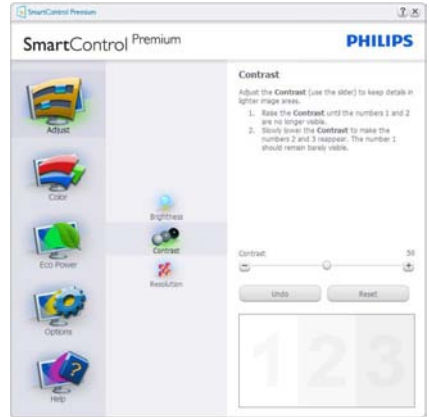 SmartControl Premium
SmartControl Premium
PHILIPS
Adjust
Color
Eco Power
Options
Help
Brightness
Contrast
Resolution
Contrast
Adjust the Contrast (use the slider) to keep details in
lighter image areas.
1. Raise the Contrast until the numbers 1 and 2
are no longer visible.
2. Slowly lower the Contrast to make the
numbers 2 and 3 reappear. The number 1
should remain barely visible.
Contrast 50
Undo Reset
1 2 3